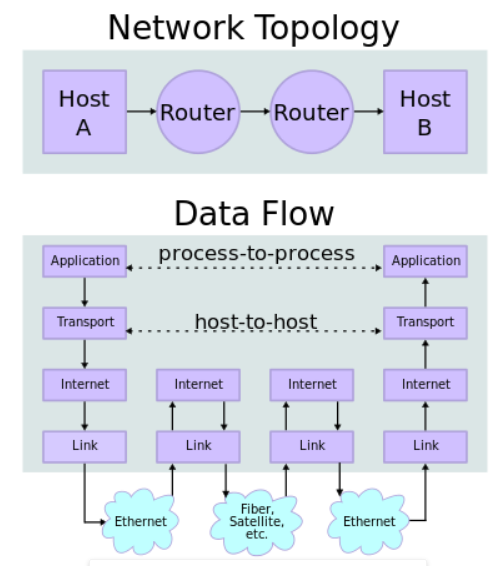 Network Topology
Host
A
Router
Router
Host
B
Data Flow
Application
process-to-process
Application
Transport
host-to-host
Transport
Internet
Internet
Internet
Internet
Link
Link
Link
Link
Ethernet
Fiber,
Satellite,
etc.
Ethernet